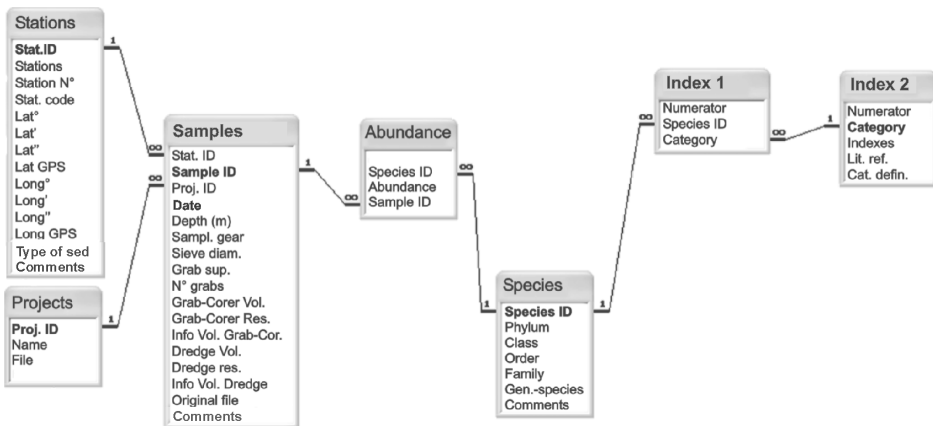 Stations
Stat.ID
Stations
Station N°
Stat. code
Lat°
Lat'
Lat"
Lat GPS
Long°
Long'
Long"
Long GPS
Type of sed
Comments
Projects
Proj. ID
Name
File
Samples
Stat. ID
Sample ID
Proj. ID
Date
Depth (m)
Sampl. gear
Sieve diam.
Grab sup.
N° grabs
Grab-Corer Vol.
Grab-Corer Res.
Info Vol. Grab-Cor.
Dredge Vol.
Dredge res.
Info Vol. Dredge
Original file
Comments
Abundance
Species ID
Abundance
Sample ID
Species
Species ID
Phylum
Class
Order
Family
Gen.-species
Comments
Index 1
Numerator
Species ID
Category
Index 2
Numerator
Category
Indexes
Lit. ref.
Cat. defin.
1
∞
1
∞
1
∞
∞
1
1
∞
∞
1